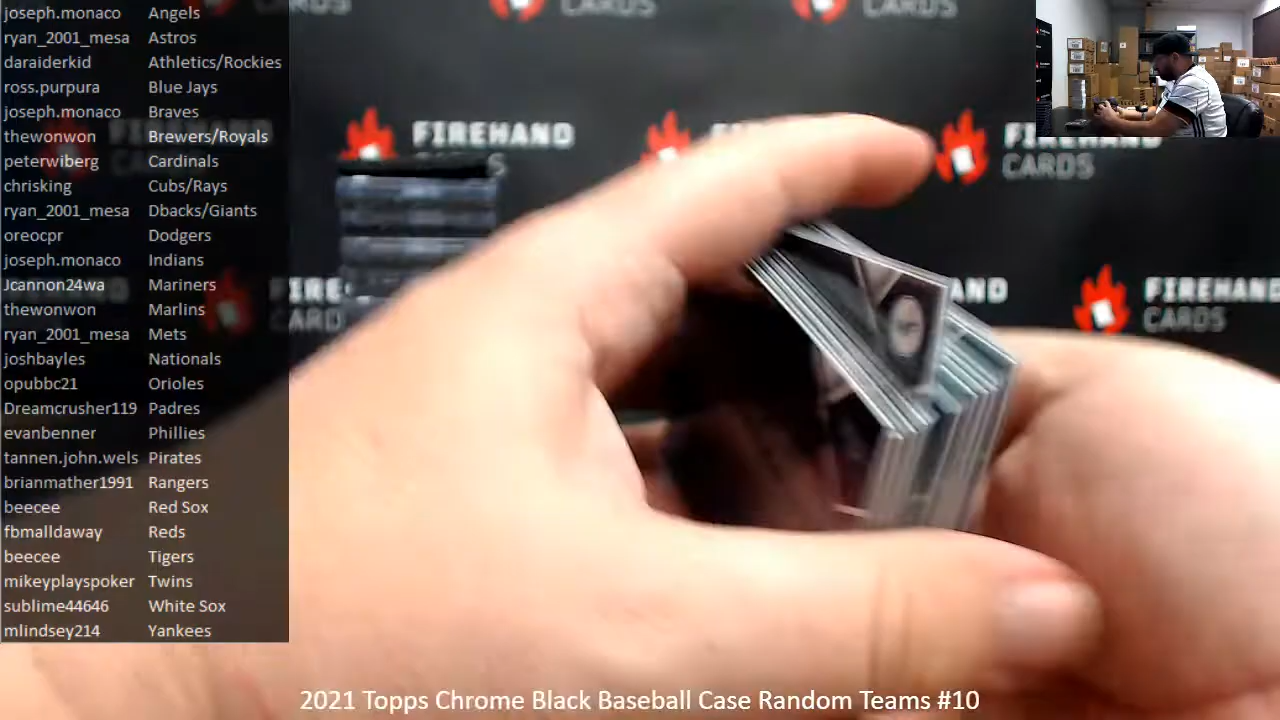 joseph.monaco Angels
ryan_2001_mesa Astros
daraiderkid Athletics/Rockies
ross.purpura Blue Jays
joseph.monaco Braves
thewonwon Brewers/Royals
peterwiberg Cardinals
chrisking Cubs/Rays
ryan_2001_mesa Dbacks/Giants
oreocpr Dodgers
joseph.monaco Indians
Jcannon24wa Mariners
thewonwon Marlins
ryan_2001_mesa Mets
joshbayles Nationals
opubbc21 Orioles
Dreamcrusher119 Padres
evanbenner Phillies
tannen.john.wels Pirates
brianmather1991 Rangers
beecee Red Sox
fbmalldaway Reds
beecee Tigers
mikeyplayspoker Twins
sublime44646 White Sox
mlindsey214 Yankees
CARDS
CARDS
FIREHAND
CARDS
CARDS
FIREHAND
CARDS
2021 Topps Chrome Black Baseball Case Random Teams #10